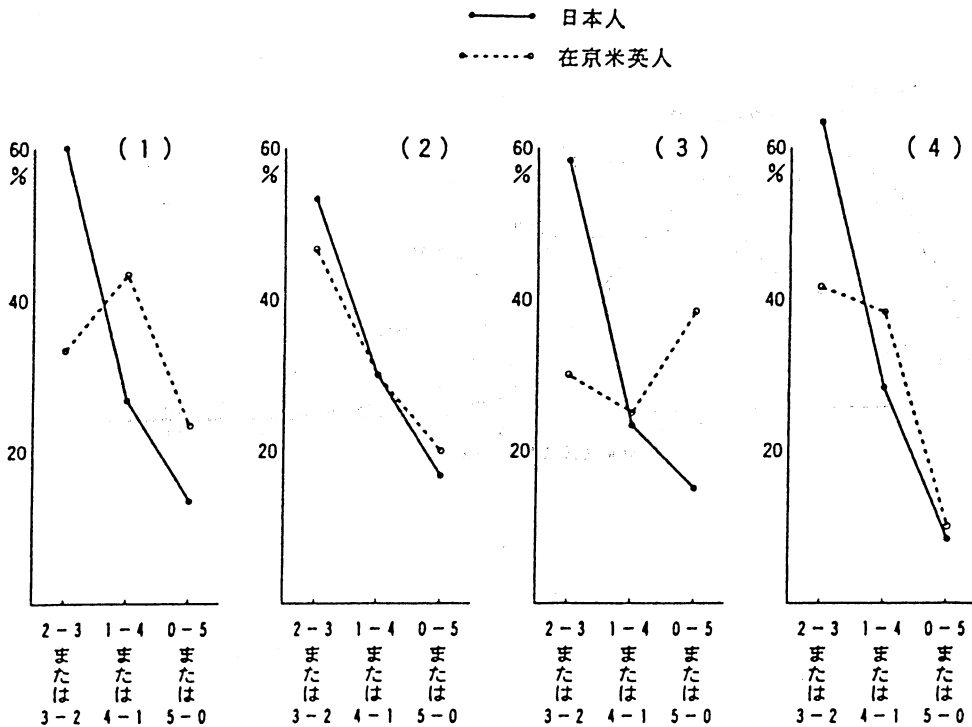 日本人
在京米英人
(1) (2) (3) (4)
60 60 60 60
% % % %
40 40 40 40
20 20 20 20
2-3 1-4 0-5 2-3 1-4 0-5 2-3 1-4 0-5 2-3 1-4 0-5
または または または または または または または または または または または または
3-2 4-1 5-0 3-2 4-1 5-0 3-2 4-1 5-0 3-2 4-1 5-0